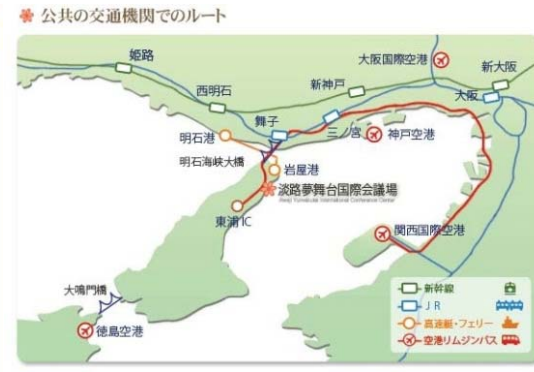 公共の交通機関でのルート
姫路
大阪国際空港
新大阪
西明石
新神戸
大阪
舞子
三ノ宮
明石港
神戸空港
明石海峡大橋
岩屋港
淡路夢舞台国際会議場
Awaji Yumebutai International Conference Center
東浦IC
関西国際空港
大鳴門橋
徳島空港
新幹線
JR
高速艇・フェリー
空港リムジンバス